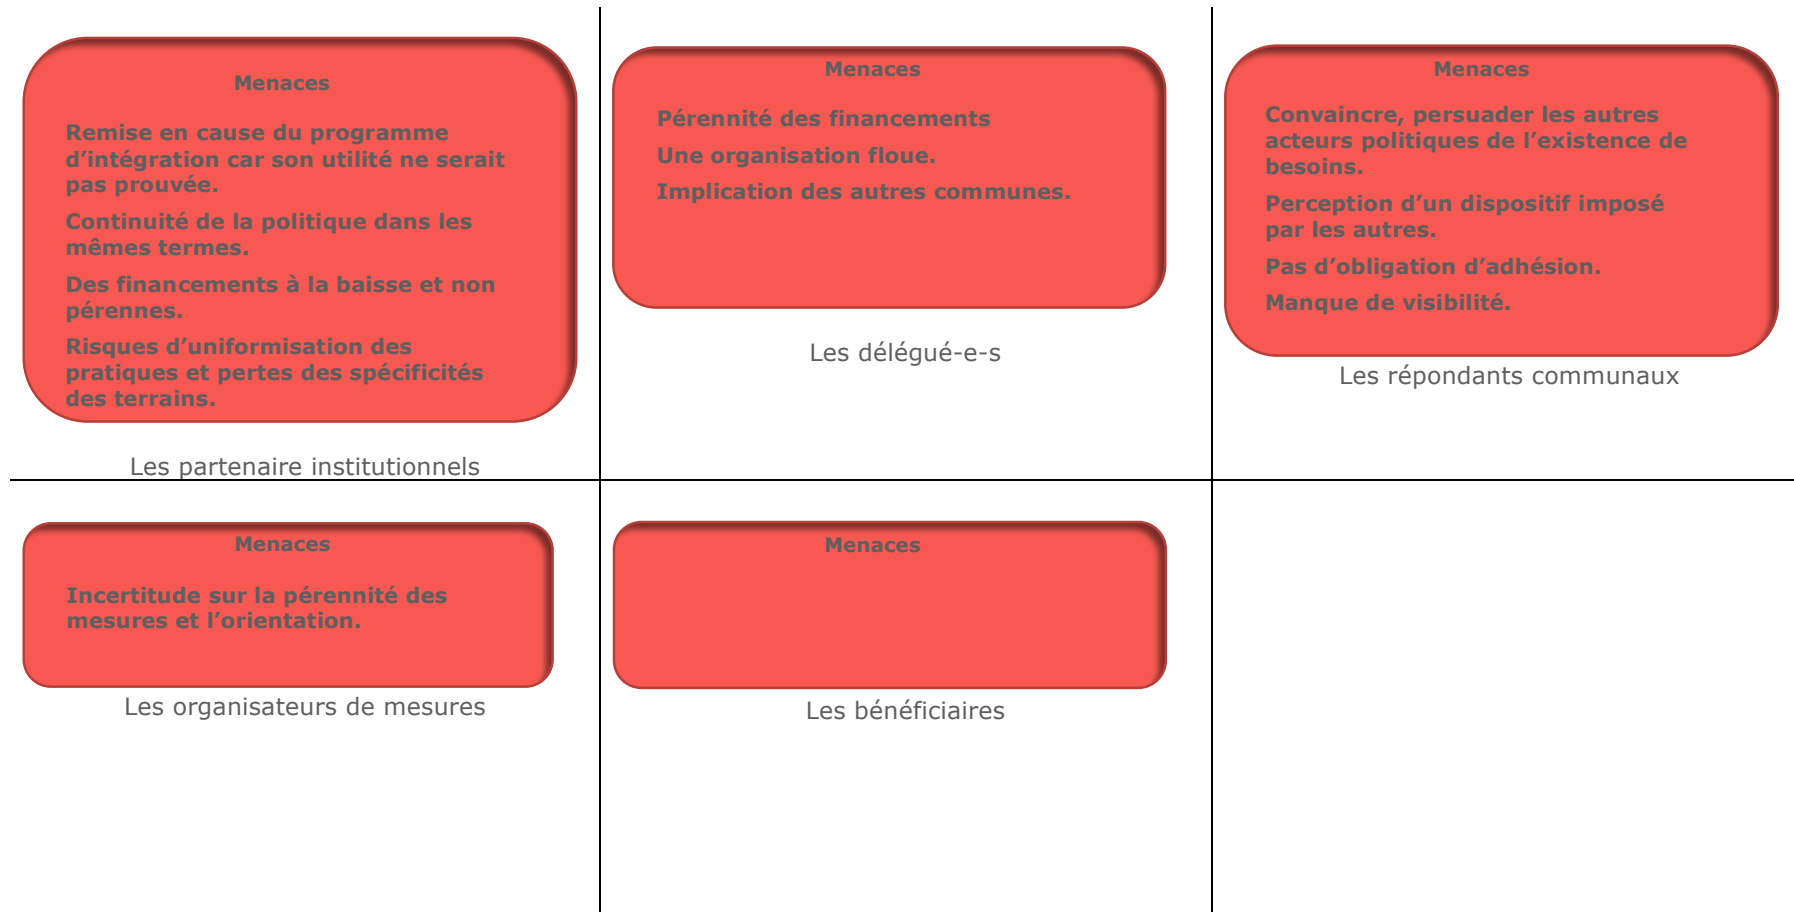 Menaces
Remise en cause du programme
d’intégration car son utilité ne serait
pas prouvée.
Continuité de la politique dans les
mêmes termes.
Des financements à la baisse et non
pérennes.
Risques d’uniformisation des
pratiques et pertes des spécificités
des terrains.
Les partenaire institutionnels
Menaces
Pérennité des financements
Une organisation floue.
Implication des autres communes.
Les délégué-e-s
Menaces
Convaincre, persuader les autres
acteurs politiques de l’existence de
besoins.
Perception d’un dispositif imposé
par les autres.
Pas d’obligation d’adhésion.
Manque de visibilité.
Les répondants communaux
Menaces
Incertitude sur la pérennité des
mesures et l’orientation.
Les organisateurs de mesures
Menaces
Les bénéficiaires